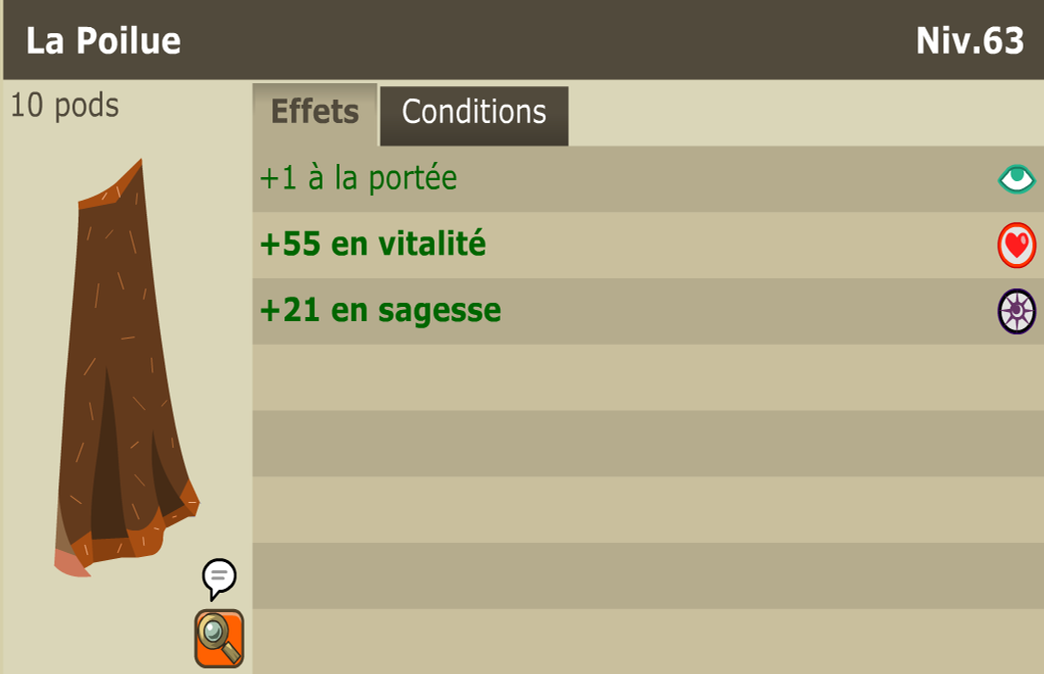 La Poilue
Niv.63
10 pods
Effets
Conditions
+1 à la portée
+55 en vitalité
+21 en sagesse